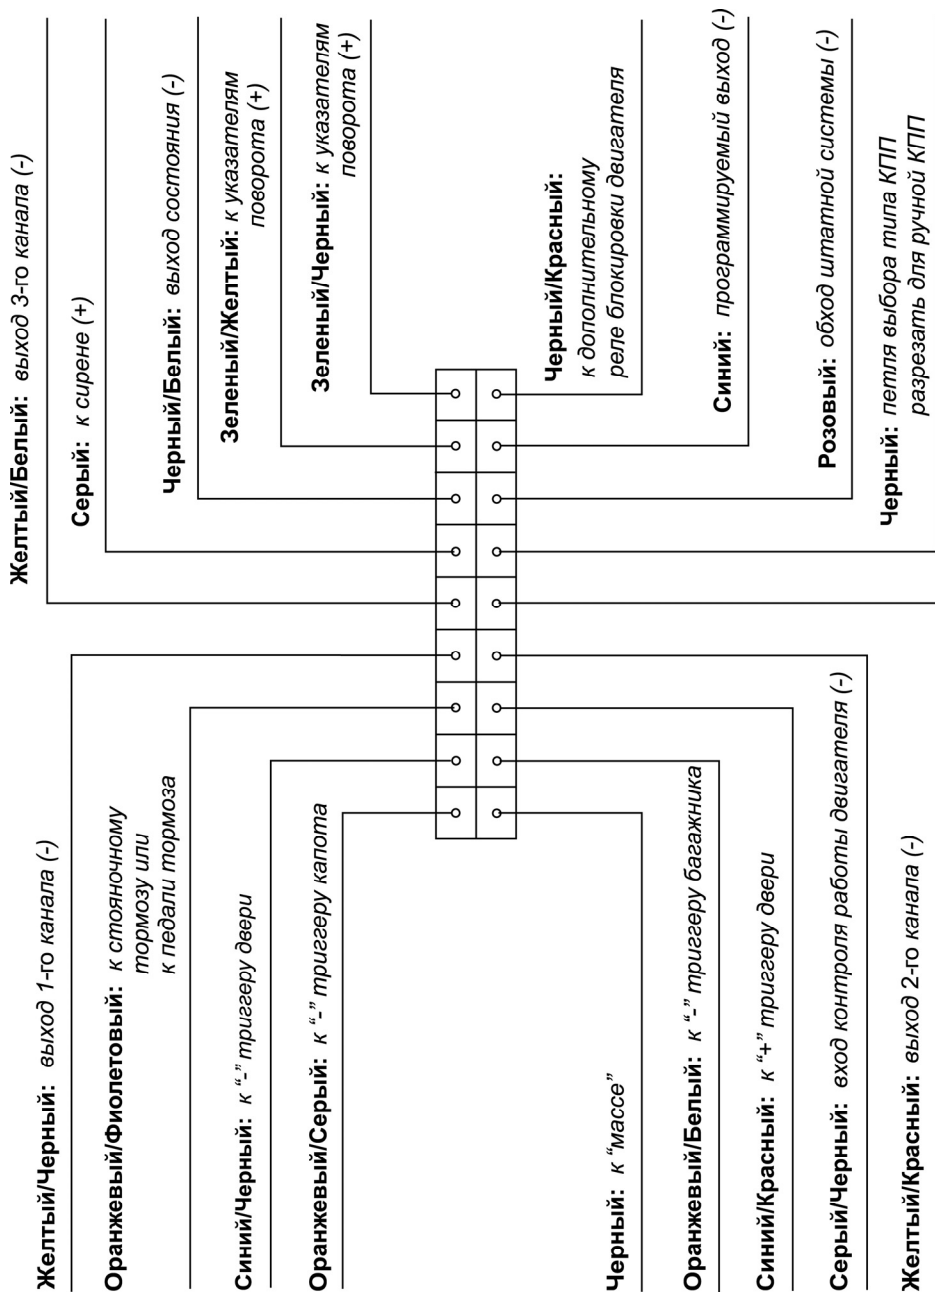 Желтый/Черный: выход 1-го канала (-)
Оранжевый/Фиолетовый: к стояночному
тормозу или
к педали тормоза
Синий/Черный: к “-” триггеру двери
Оранжевый/Серый: к “-” триггеру капота
Черный: к “массе”
Оранжевый/Белый: к “-” триггеру багажника
Синий/Красный: к “+” триггеру двери
Серый/Черный: вход контроля работы двигателя (-)
Желтый/Красный: выход 2-го канала (-)
Желтый/Белый: выход 3-го канала (-)
Серый: к сирене (+)
Черный/Белый: выход состояния (-)
Зеленый/Желтый: к указателям
поворота (+)
Зеленый/Черный: к указателям
поворота (+)
Черный/Красный:
к дополнительному
реле блокировки двигателя
Синий: программируемый выход (-)
Розовый: обход штатной системы (-)
Черный: петля выбора типа КПП
разрезать для ручной КПП